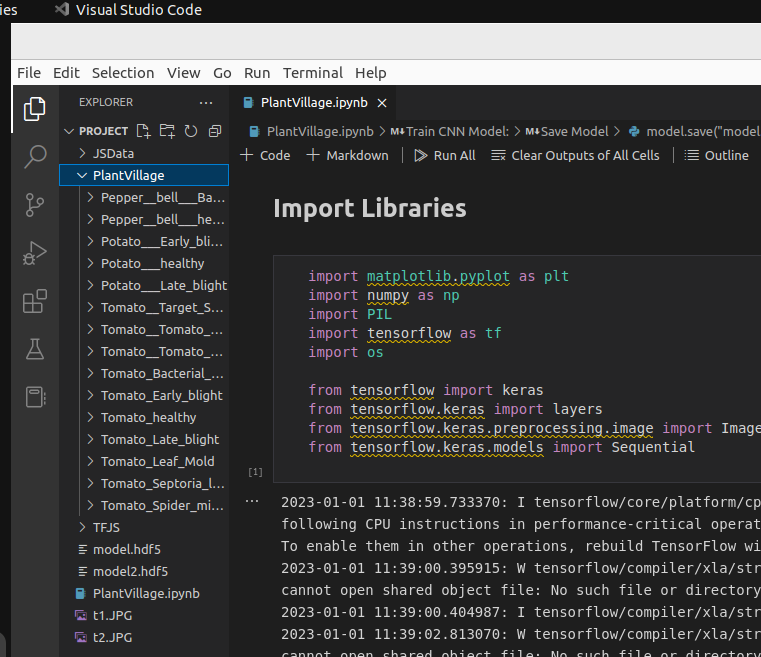 ies Visual Studio Code
File Edit Selection View Go Run Terminal Help
EXPLORER ... PlantVillage.ipynb ×
PROJECT PlantVillage.ipynb > M↓Train CNN Model: > M↓Save Model > model.save("model
JSData
+ Code + Markdown Run All Clear Outputs of All Cells Outline
PlantVillage
Pepper__bell___Ba...
Pepper__bell___he...
Potato___Early_bli...
Potato___healthy
Potato___Late_blight
Tomato__Target_S...
Tomato__Tomato_...
Tomato__Tomato_...
Tomato_Bacterial_...
Tomato_Early_blight
Tomato_healthy
Tomato_Late_blight
Tomato_Leaf_Mold
Tomato_Septoria_l...
Tomato_Spider_mi...
TFJS
model.hdf5
model2.hdf5
PlantVillage.ipynb
t1.JPG
t2.JPG
Import Libraries
import matplotlib.pyplot as plt
import numpy as np
import PIL
import tensorflow as tf
import os
from tensorflow import keras
from tensorflow.keras import layers
from tensorflow.keras.preprocessing.image import Image
from tensorflow.keras.models import Sequential
[1]
... 2023-01-01 11:38:59.733370: I tensorflow/core/platform/cp
following CPU instructions in performance-critical operat
To enable them in other operations, rebuild TensorFlow wi
2023-01-01 11:39:00.395915: W tensorflow/compiler/xla/str
cannot open shared object file: No such file or directory
2023-01-01 11:39:00.404987: I tensorflow/compiler/xla/str
2023-01-01 11:39:02.813070: W tensorflow/compiler/xla/str
cannot open shared object file: No such file or directory